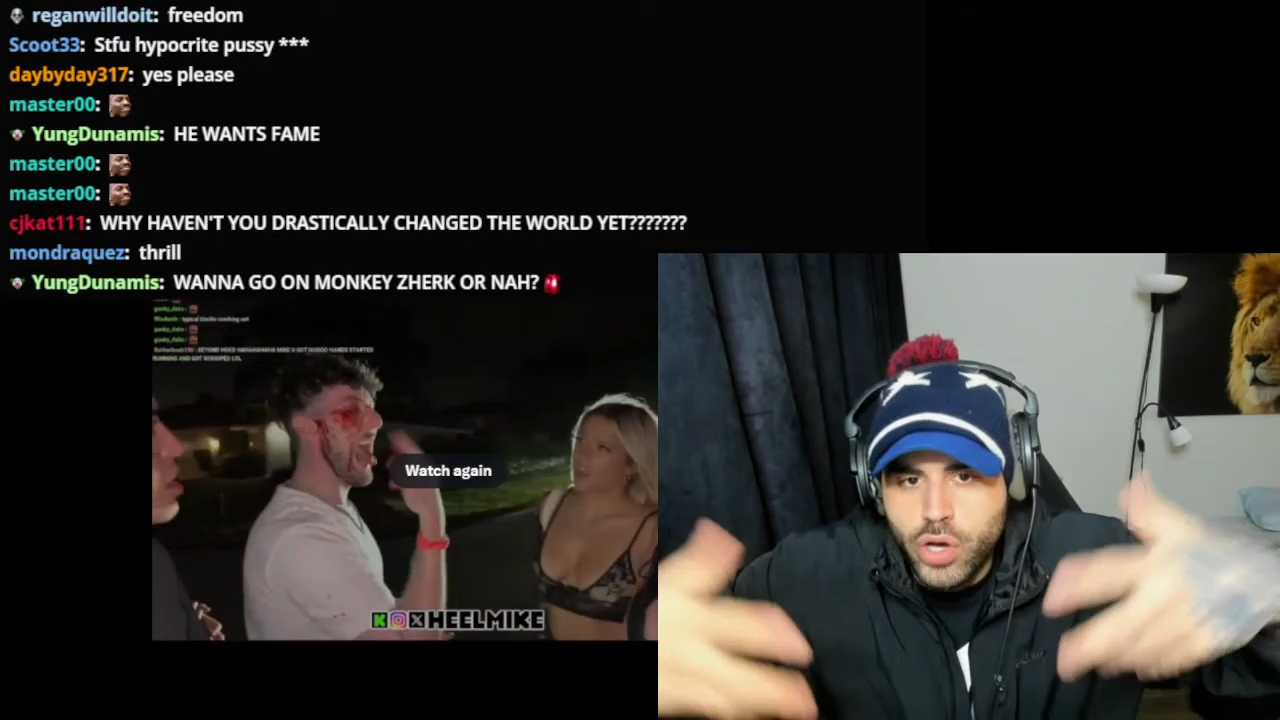 reganwilldoit: freedom
Scoot33: Stfu hypocrite pussy ***
daybyday317: yes please
master00:
YungDunamis: HE WANTS FAME
master00:
master00:
cjkat111: WHY HAVEN'T YOU DRASTICALLY CHANGED THE WORLD YET???????
mondraquez: thrill
YungDunamis: WANNA GO ON MONKEY ZHERK OR NAH?
Watch again
HEELMIKE